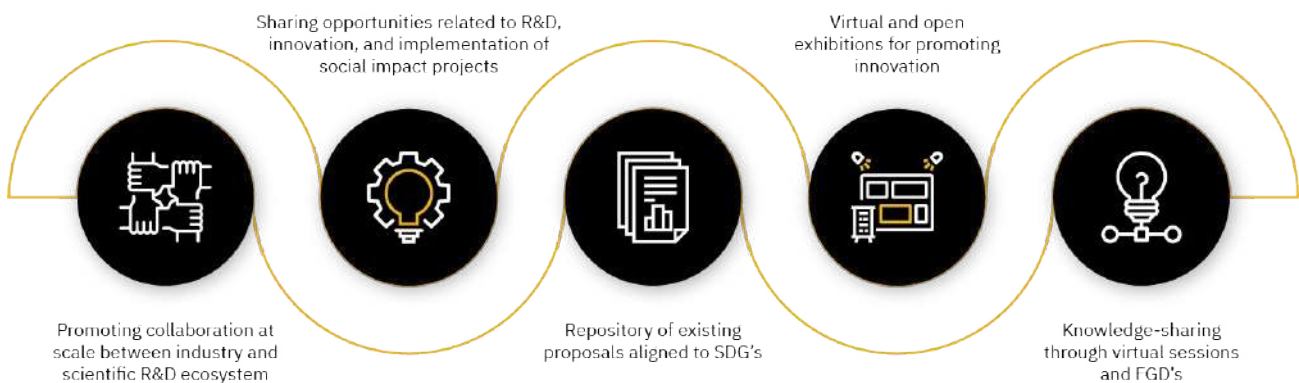 Sharing opportunities related to R&D,
innovation, and implementation of
social impact projects
Virtual and open
exhibitions for promoting
innovation
Promoting collaboration at
scale between industry and
scientific R&D ecosystem
Repository of existing
proposals aligned to SDG's
Knowledge-sharing
through virtual sessions
and FGD's